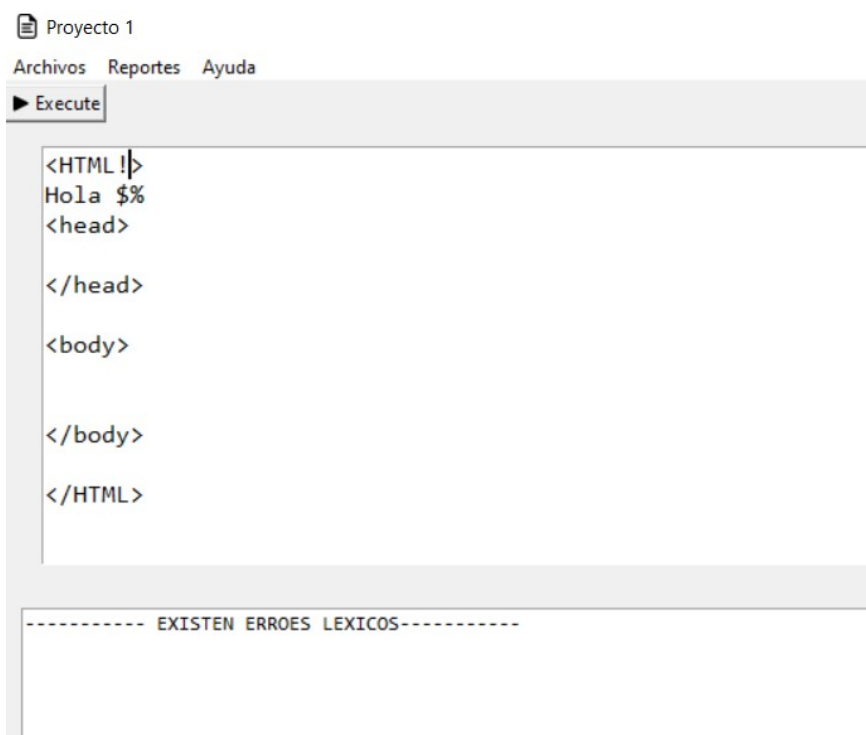 Proyecto 1
Archivos Reportes Ayuda
Execute
<HTML!>
Hola $%
<head>
</head>
<body>
</body>
</HTML>
----------- EXISTEN ERROES LEXICOS-----------